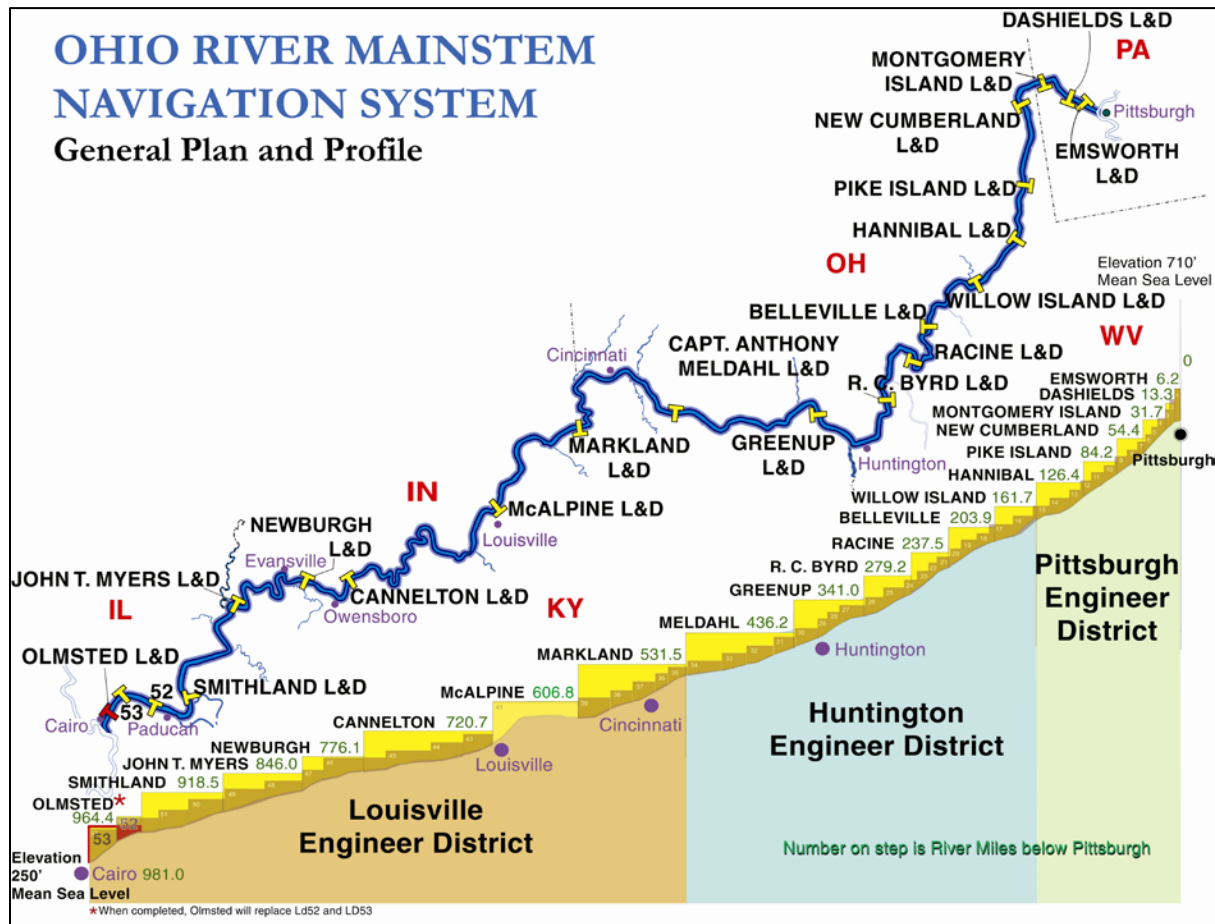 OHIO RIVER MAINSTEM
NAVIGATION SYSTEM
General Plan and Profile
DASHIELDS L&D
PA
MONTGOMERY
ISLAND L&D
Pittsburgh
NEW CUMBERLAND
L&D
EMSWORTH
L&D
PIKE ISLAND L&D
HANNIBAL L&D
OH
Elevation 710'
Mean Sea Level
WILLOW ISLAND L&D
BELLEVILLE L&D
WV
CAPT. ANTHONY
MELDAHL L&D
RACINE L&D
Cincinnati
R. C. BYRD L&D
MARKLAND
L&D
GREENUP
L&D
Huntington
IN
McALPINE L&D
Louisville
NEWBURGH
L&D
Evansville
JOHN T. MYERS L&D
CANNELTON L&D
Owensboro
IL
KY
OLMSTED L&D
SMITHLAND L&D
52
53
Cairo
Paducah
0
EMSWORTH 6.2
DASHIELDS 13.3
MONTGOMERY ISLAND 31.7
NEW CUMBERLAND 54.4
Pittsburgh
PIKE ISLAND 84.2
HANNIBAL 126.4
WILLOW ISLAND 161.7
BELLEVILLE 203.9
RACINE 237.5
R. C. BYRD 279.2
GREENUP 341.0
MELDAHL 436.2
Huntington
MARKLAND 531.5
McALPINE 606.8
Cincinnati
CANNELTON 720.7
Louisville
NEWBURGH 776.1
JOHN T. MYERS 846.0
SMITHLAND 918.5
OLMSTED*
964.4
53
52
Pittsburgh
Engineer
District
Huntington
Engineer District
Louisville
Engineer District
Number on step is River Miles below Pittsburgh
Elevation
250'
Mean Sea Level
Cairo 981.0
*When completed, Olmsted will replace Ld52 and LD53